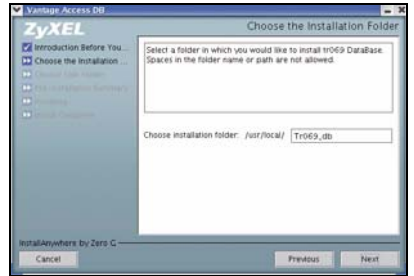 Vantage Access DB
ZyXEL
Choose the Installation Folder
Introduction Before You...
Choose the Installation ...
Select a folder in which you would like to install tr069 DataBase.
Spaces in the folder name or path are not allowed.
Choose installation folder: /usr/local/ Tr069_db
InstallAnywhere by Zero G
Cancel
Previous
Next